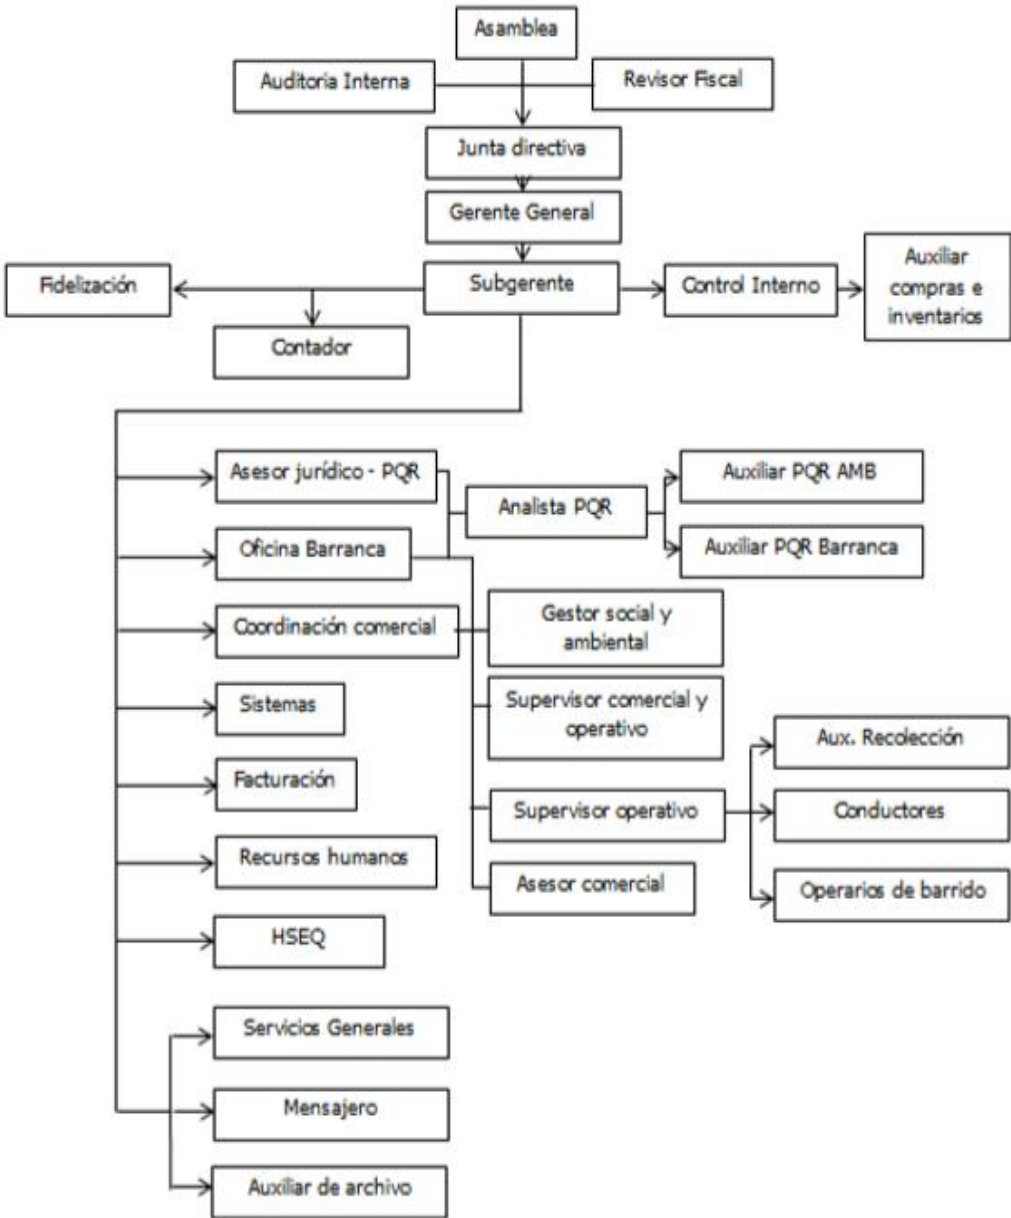 Asamblea
Auditoria Interna
Revisor Fiscal
Junta directiva
Gerente General
Fidelización
Subgerente
Control Interno
Auxiliar
compras e
inventarios
Contador
Asesor jurídico - PQR
Analista PQR
Auxiliar PQR AMB
Oficina Barranca
Auxiliar PQR Barranca
Coordinación comercial
Gestor social y
ambiental
Sistemas
Supervisor comercial y
operativo
Aux. Recolección
Facturación
Supervisor operativo
Conductores
Recursos humanos
Asesor comercial
Operarios de barrido
HSEQ
Servicios Generales
Mensajero
Auxiliar de archivo